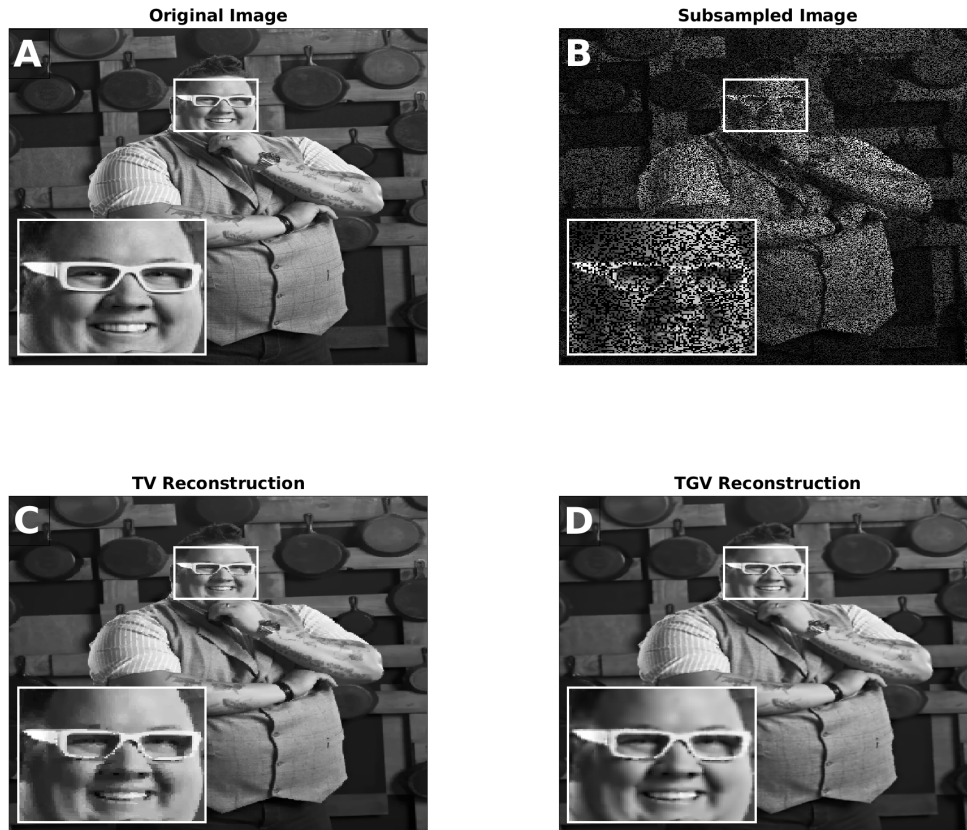 Original Image
Subsampled Image
A
B
TV Reconstruction
TGV Reconstruction
C
D